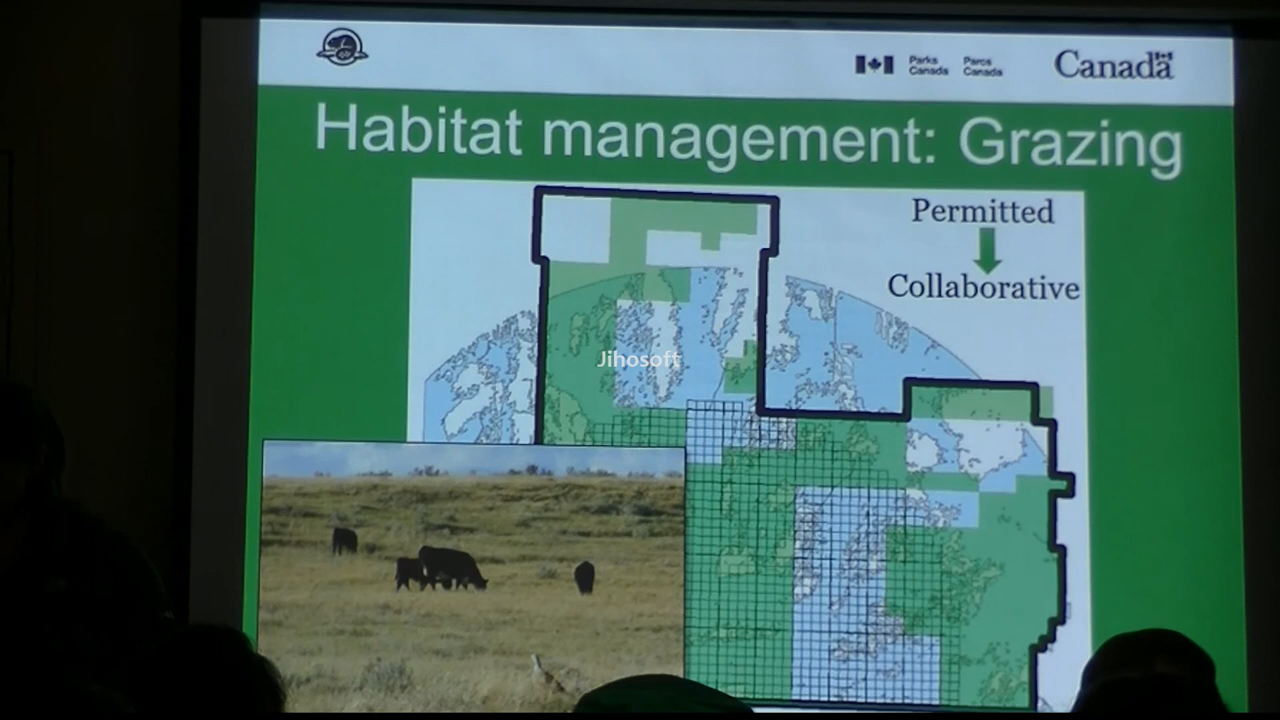 Parks Parcs
Canada Canada
Canada
Habitat management: Grazing
Permitted
Collaborative
Jihosoft